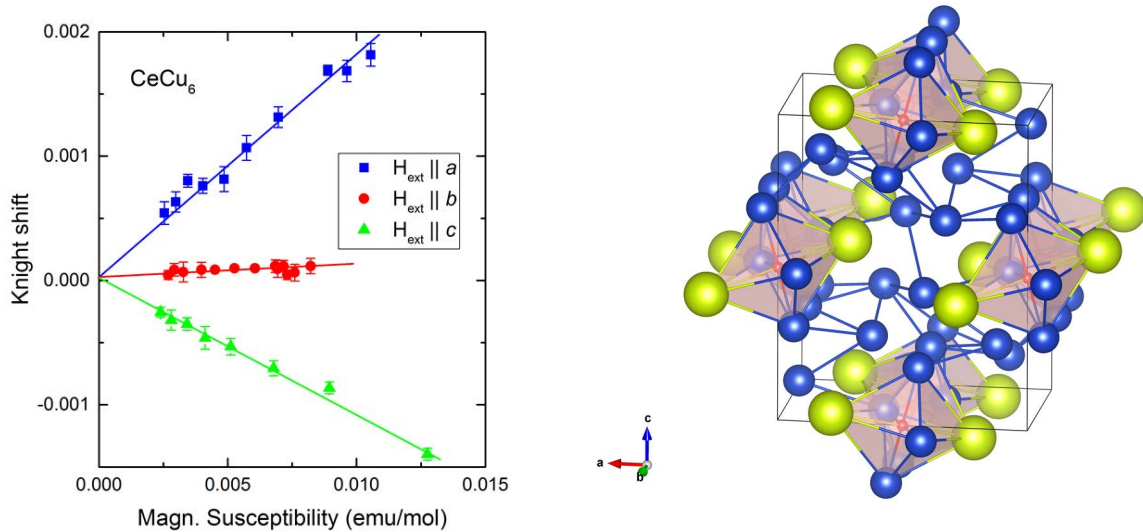 0.002
0.001
0.000
-0.001
Knight shift
CeCu6
Hext || a
Hext || b
Hext || c
0.000
0.005
0.010
0.015
Magn. Susceptibility (emu/mol)
c
a
b